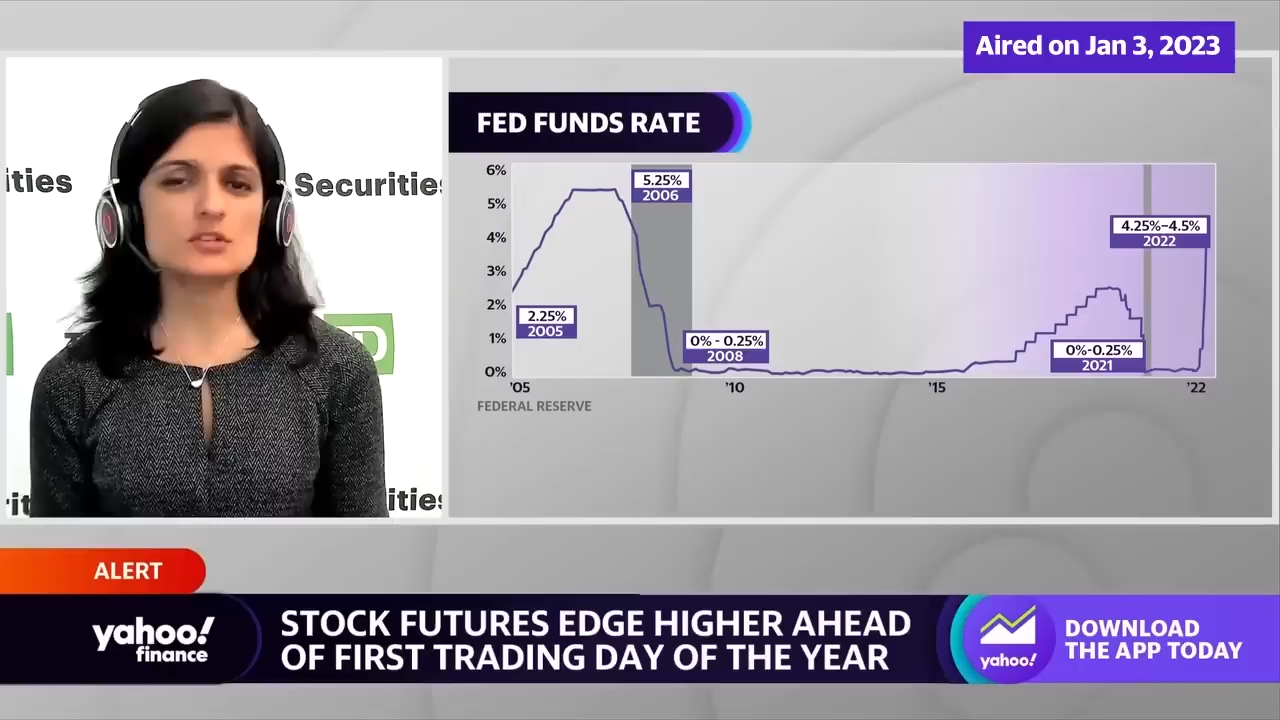 Aired on Jan 3, 2023
ities
Securities
D
rit
ities
FED FUNDS RATE
6%
5%
4%
3%
2%
1%
0%
5.25%
2006
4.25%–4.5%
2022
2.25%
2005
0% - 0.25%
2008
0%-0.25%
2021
'05
'10
'15
'22
FEDERAL RESERVE
ALERT
yahoo!
finance
STOCK FUTURES EDGE HIGHER AHEAD
OF FIRST TRADING DAY OF THE YEAR
yahoo!
DOWNLOAD
THE APP TODAY